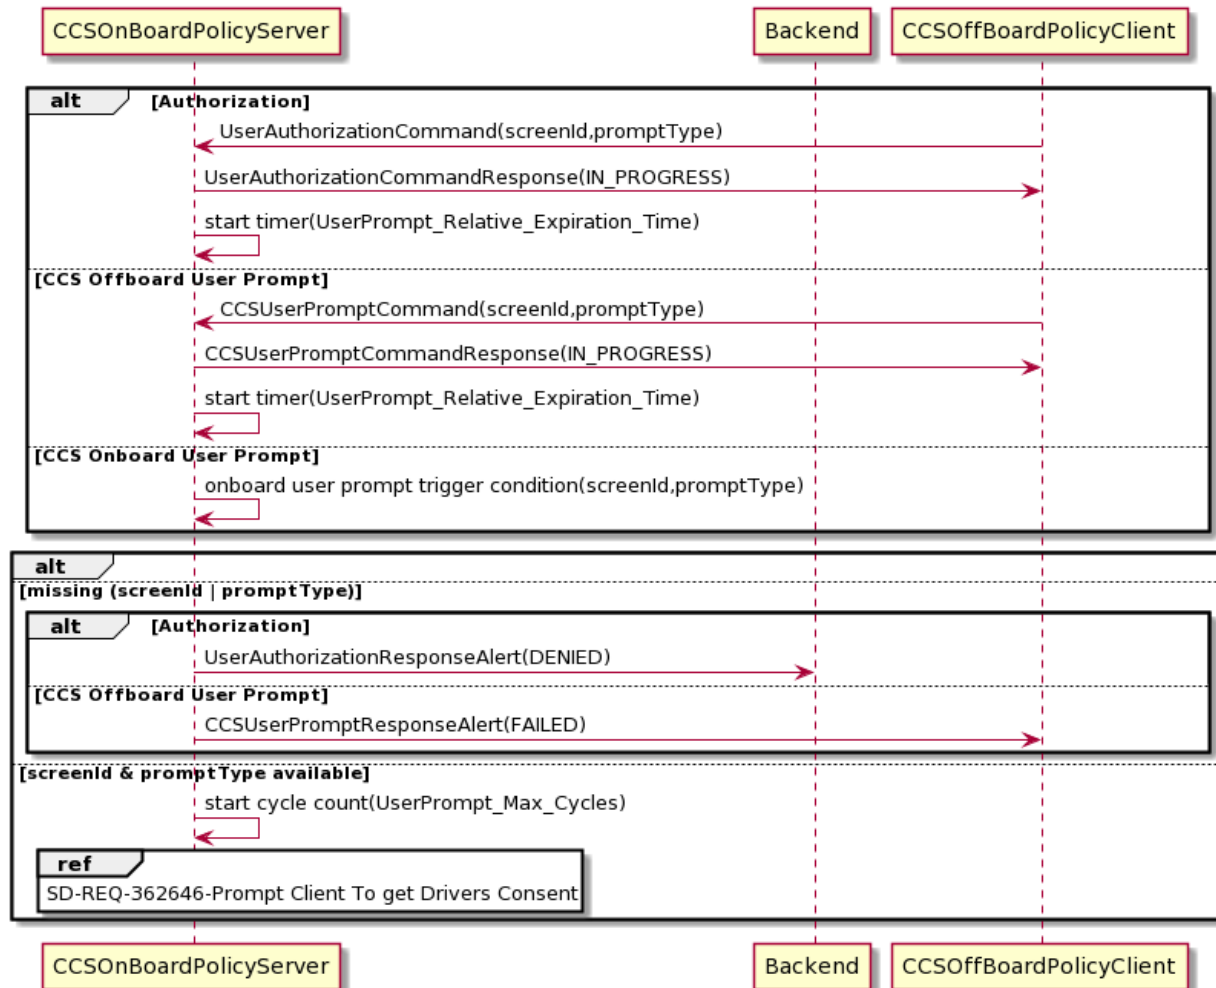 CCSOnBoardPolicyServer
Backend
CCSOffBoardPolicyClient
alt
[Authorization]
UserAuthorizationCommand(screenId,promptType)
UserAuthorizationCommandResponse(IN_PROGRESS)
start timer(UserPrompt_Relative_Expiration_Time)
[CCS Offboard User Prompt]
CCSUserPromptCommand(screenId,promptType)
CCSUserPromptCommandResponse(IN_PROGRESS)
start timer(UserPrompt_Relative_Expiration_Time)
[CCS Onboard User Prompt]
onboard user prompt trigger condition(screenId,promptType)
alt
[missing (screenId | promptType)]
alt
[Authorization]
UserAuthorizationResponseAlert(DENIED)
[CCS Offboard User Prompt]
CCSUserPromptResponseAlert(FAILED)
[screenId & promptType available]
start cycle count(UserPrompt_Max_Cycles)
ref
SD-REQ-362646-Prompt Client To get Drivers Consent
CCSOnBoardPolicyServer
Backend
CCSOffBoardPolicyClient